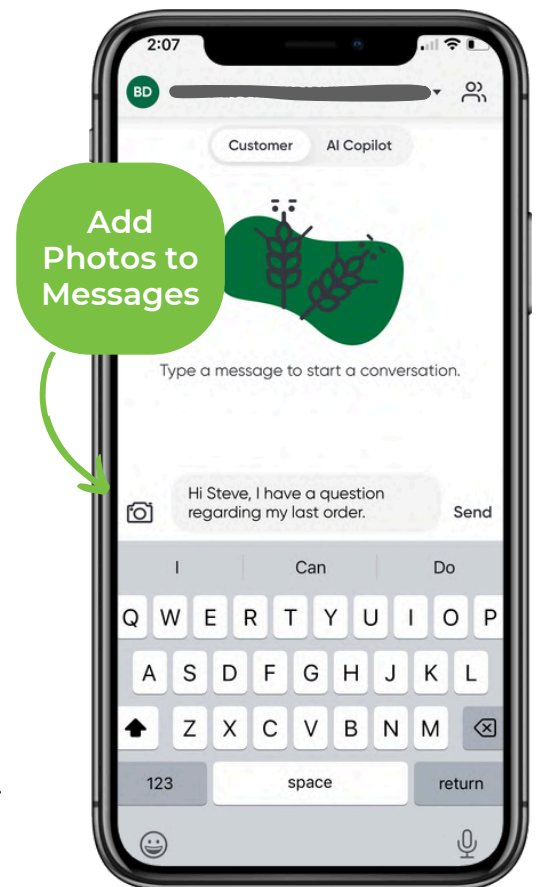 2:07
BD
Customer AI Copilot
Add
Photos to
Messages
Type a message to start a conversation.
Hi Steve, I have a question
regarding my last order.
Send
I Can Do
Q W E R T Y U I O P
A S D F G H J K L
Z X C V B N M
123 space return